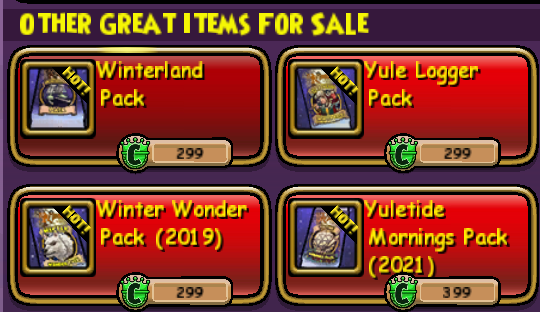 OTHER GREAT ITEMS FOR SALE
HOT!
Winterland
Pack
299
HOT!
Yule Logger
Pack
299
HOT!
Winter Wonder
Pack (2019)
299
HOT!
Yuletide
Mornings Pack
(2021)
399